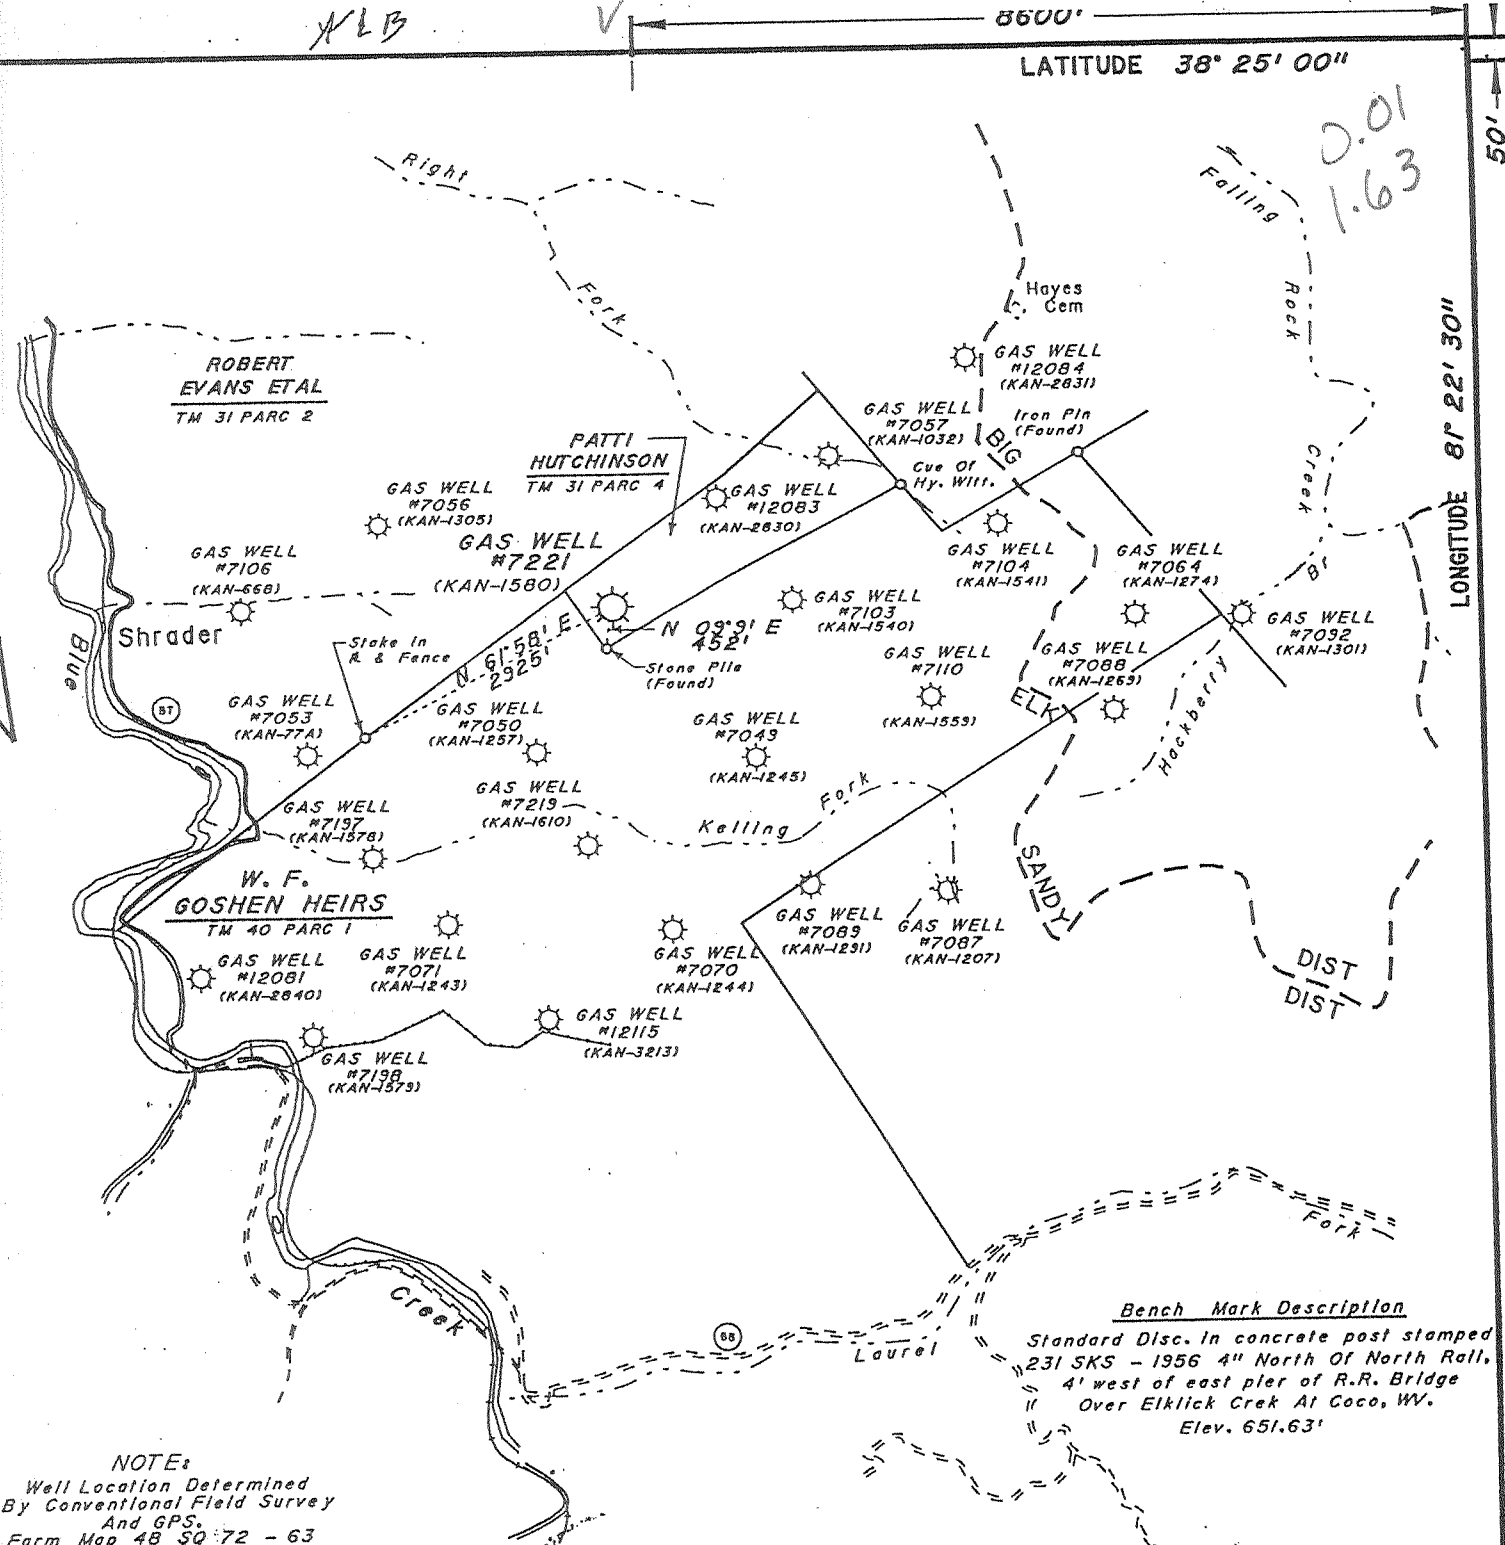 ALB
8600'
LATITUDE 38° 25' 00"
50'
0.01
1.63
Right
Fork
Falling
Rock
Creek
Br
Hayes
Cem
LONGITUDE 81° 22' 30"
ROBERT
EVANS ETAL
TM 31 PARC 2
GAS WELL
#12084
(KAN-2831)
GAS WELL
#7057
(KAN-1032)
Iron Pin
(Found)
BIG
Cue Of
Hy. Witt.
PATTI
HUTCHINSON
TM 31 PARC 4
GAS WELL
#12083
(KAN-2830)
GAS WELL
#7056
(KAN-1305)
GAS WELL
#7221
(KAN-1580)
GAS WELL
#7106
(KAN-668)
GAS WELL
#7104
(KAN-1541)
GAS WELL
#7064
(KAN-1274)
GAS WELL
#7103
(KAN-1540)
GAS WELL
#7092
(KAN-1301)
Shrader
Blue
Stake In
& Fence
N 61°58' E
2925'
N 09°9' E
452'
Stone Pile
(Found)
GAS WELL
#7110
(KAN-1559)
GAS WELL
#7088
(KAN-1269)
ELK
Hackberry
57
GAS WELL
#7053
(KAN-77A)
GAS WELL
#7050
(KAN-1257)
GAS WELL
#7049
(KAN-1245)
GAS WELL
#7197
(KAN-1578)
GAS WELL
#7219
(KAN-1610)
Kelling
Fork
SANDY
W. F.
GOSHEN HEIRS
TM 40 PARC 1
GAS WELL
#7089
(KAN-1291)
GAS WELL
#7087
(KAN-1207)
GAS WELL
#12081
(KAN-2840)
GAS WELL
#7071
(KAN-1243)
GAS WELL
#7070
(KAN-1244)
DIST
DIST
GAS WELL
#12115
(KAN-3213)
GAS WELL
#7198
(KAN-1579)
Creek
Fork
Laurel
68
Bench Mark Description
Standard Disc. in concrete post stamped
231 SKS - 1956 4" North Of North Rail,
4' west of east pier of R.R. Bridge
Over Elklick Crek At Coco, WV.
Elev. 651.63'
NOTE:
Well Location Determined
By Conventional Field Survey
And GPS.
Farm Map 48 SQ 72 - 63